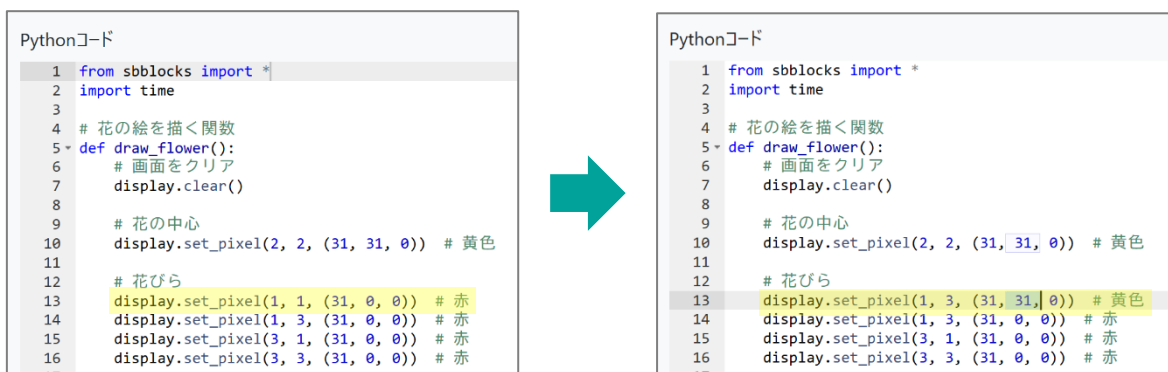 Pythonコード
1 from sbblocks import *
2 import time
3
4 # 花の絵を描く関数
5 def draw_flower():
6     # 画面をクリア
7     display.clear()
8
9     # 花の中心
10     display.set_pixel(2, 2, (31, 31, 0))  # 黄色
11
12     # 花びら
13     display.set_pixel(1, 1, (31, 0, 0))  # 赤
14     display.set_pixel(1, 3, (31, 0, 0))  # 赤
15     display.set_pixel(3, 1, (31, 0, 0))  # 赤
16     display.set_pixel(3, 3, (31, 0, 0))  # 赤
Pythonコード
1 from sbblocks import *
2 import time
3
4 # 花の絵を描く関数
5 def draw_flower():
6     # 画面をクリア
7     display.clear()
8
9     # 花の中心
10     display.set_pixel(2, 2, (31, 31, 0))  # 黄色
11
12     # 花びら
13     display.set_pixel(1, 3, (31, 31, 0))  # 黄色
14     display.set_pixel(1, 3, (31, 0, 0))  # 赤
15     display.set_pixel(3, 1, (31, 0, 0))  # 赤
16     display.set_pixel(3, 3, (31, 0, 0))  # 赤